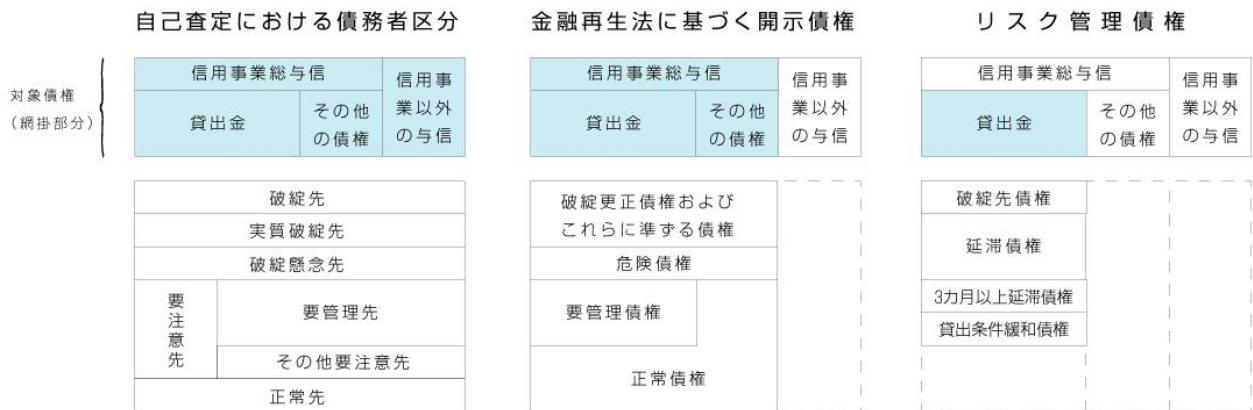 自己査定における債務者区分
金融再生法に基づく開示債権
リスク管理債権
対象債権
（網掛部分）
信用事業総与信
貸出金
その他
の債権
信用事
業以外
の与信
信用事業総与信
貸出金
その他
の債権
信用事
業以外
の与信
信用事業総与信
貸出金
その他
の債権
信用事
業以外
の与信
破綻先
実質破綻先
破綻懸念先
要注意先
要管理先
その他要注意先
正常先
破綻更正債権および
これらに準ずる債権
危険債権
要管理債権
正常債権
破綻先債権
延滞債権
3カ月以上延滞債権
貸出条件緩和債権